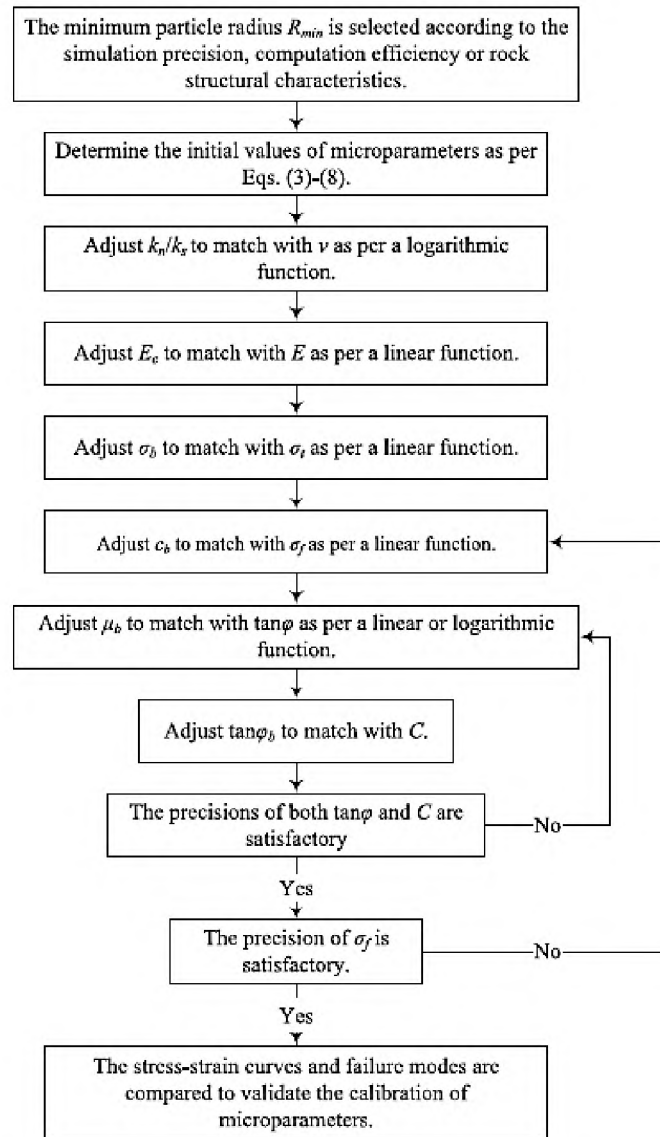 The minimum particle radius Rmin is selected according to the
simulation precision, computation efficiency or rock
structural characteristics.
Determine the initial values of microparameters as per
Eqs. (3)-(8).
Adjust kn/ks to match with ν as per a logarithmic
function.
Adjust Ec to match with E as per a linear function.
Adjust σb to match with σt as per a linear function.
Adjust cb to match with σf as per a linear function.
Adjust μb to match with tanφ as per a linear or logarithmic
function.
Adjust tanφb to match with C.
The precisions of both tanφ and C are
satisfactory
No
Yes
The precision of σf is
satisfactory.
No
Yes
The stress-strain curves and failure modes are
compared to validate the calibration of
microparameters.